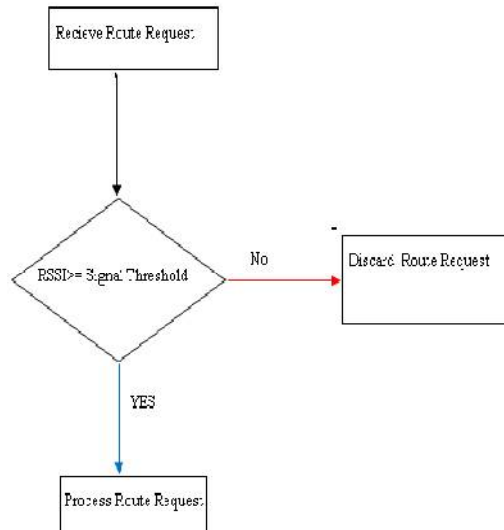 Recieve Route Request
RSSI>= Signal Threshold
No
Discard Route Request
YES
Process Route Request